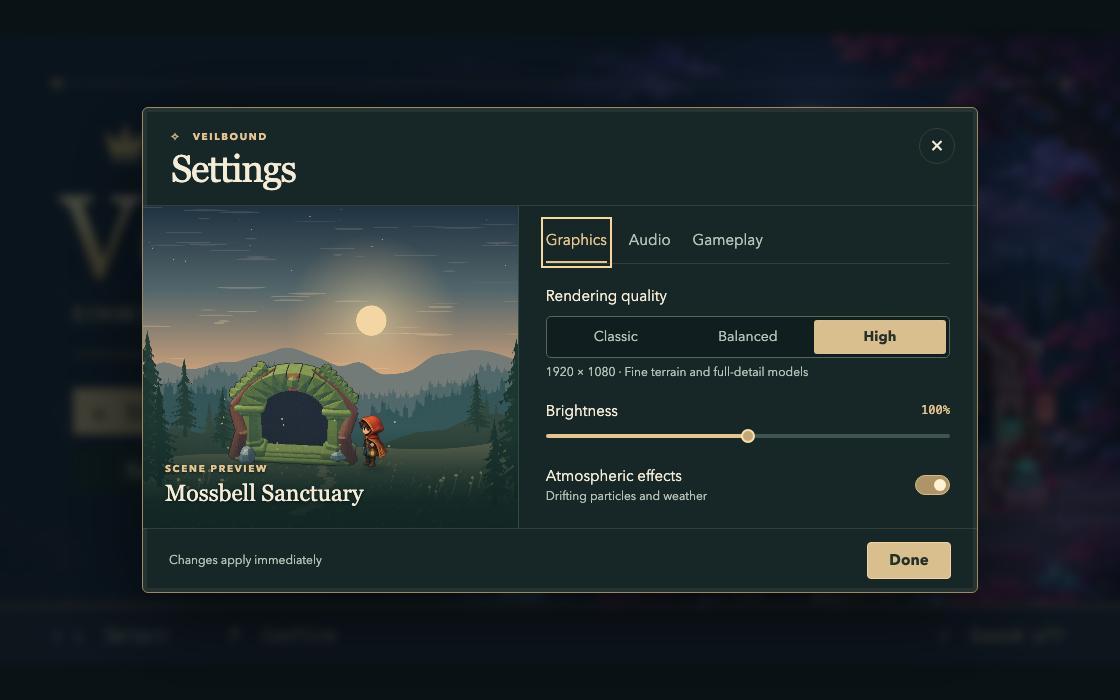 VEILBOUND
Settings
SCENE PREVIEW
Mossbell Sanctuary
Graphics Audio Gameplay
Rendering quality
Classic Balanced High
1920 × 1080 · Fine terrain and full-detail models
Brightness 100%
Atmospheric effects
Drifting particles and weather
Changes apply immediately
Done